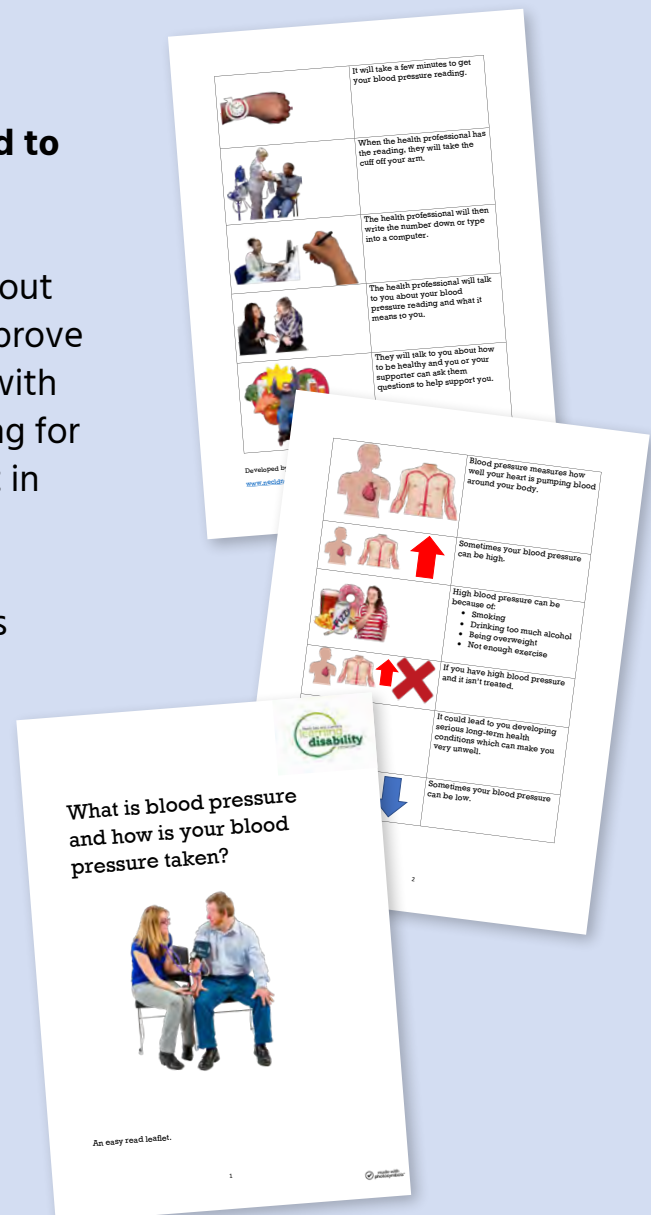 d to
out
prove
with
g for
in
s
It will take a few minutes to get
your blood pressure reading.
When the health professional has
the reading, they will take the
cuff off your arm.
The health professional will then
write the number down or type
into a computer.
The health professional will talk
to you about your blood
pressure reading and what it
means to you.
They will talk to you about how
to be healthy and you or your
supporter can ask them
questions to help support you.
Developed by
Blood pressure measures how
well your heart is pumping blood
around your body.
Sometimes your blood pressure
can be high.
High blood pressure can be
because of:
• Smoking
• Drinking too much alcohol
• Being overweight
• Not enough exercise
If you have high blood pressure
and it isn't treated.
It could lead to you developing
serious long-term health
conditions which can make you
very unwell.
Sometimes your blood pressure
can be low.
2
learning
disability
What is blood pressure
and how is your blood
pressure taken?
An easy read leaflet.
1
made with
photosymbols